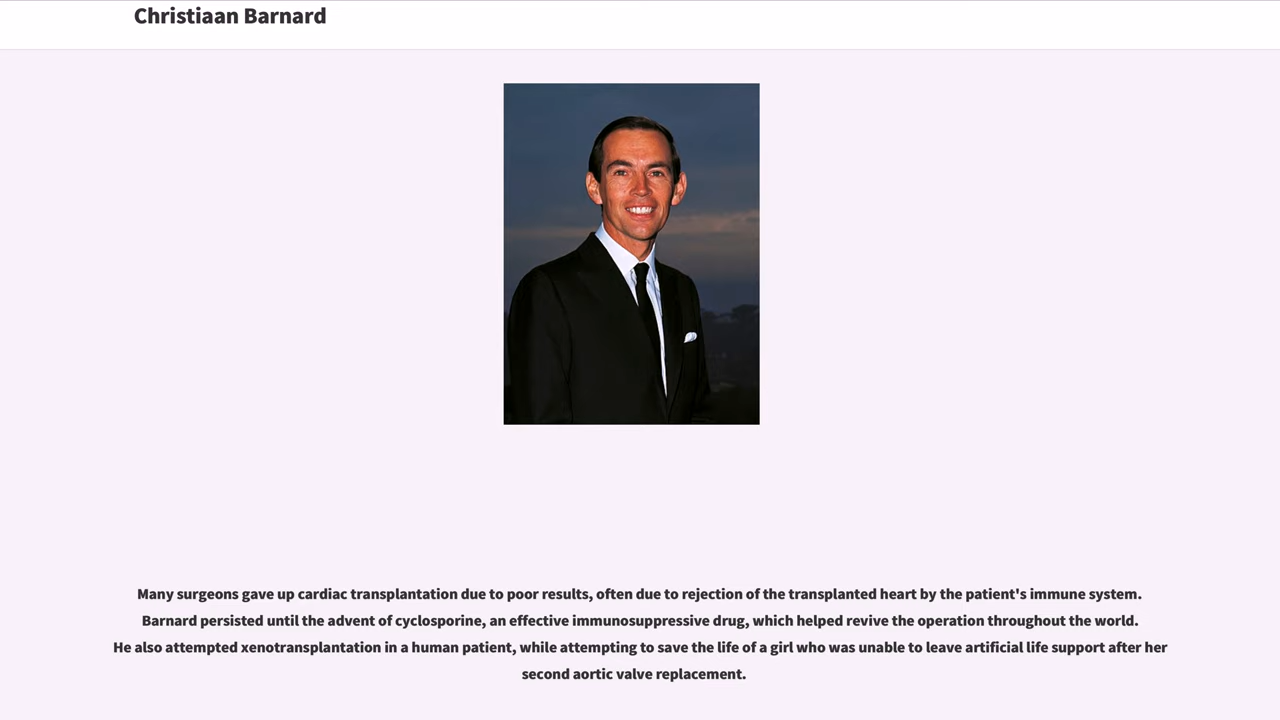 Christiaan Barnard
Many surgeons gave up cardiac transplantation due to poor results, often due to rejection of the transplanted heart by the patient's immune system.
Barnard persisted until the advent of cyclosporine, an effective immunosuppressive drug, which helped revive the operation throughout the world.
He also attempted xenotransplantation in a human patient, while attempting to save the life of a girl who was unable to leave artificial life support after her
second aortic valve replacement.